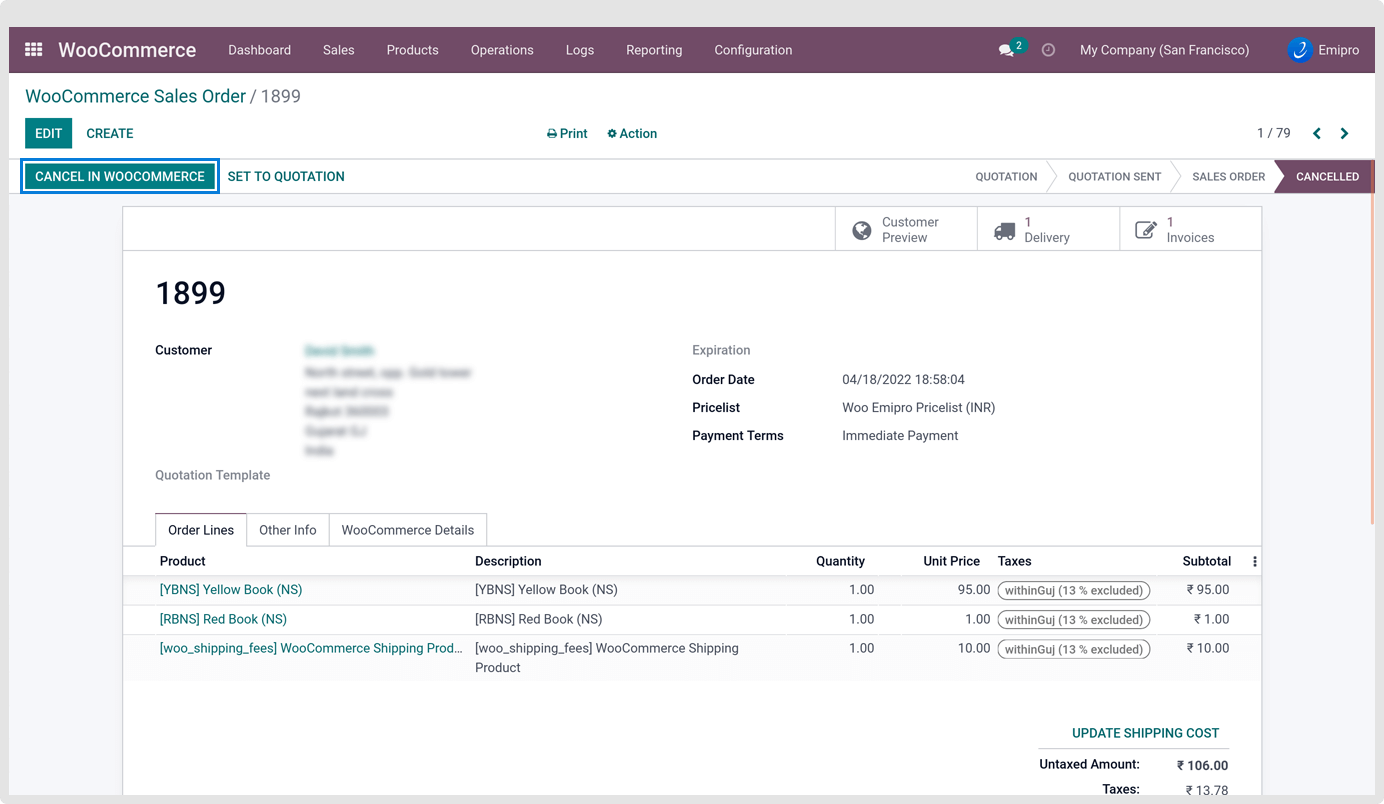 WooCommerce Dashboard Sales Products Operations Logs Reporting Configuration 2 My Company (San Francisco) Emipro
WooCommerce Sales Order / 1899
EDIT CREATE Print Action 1 / 79
CANCEL IN WOOCOMMERCE SET TO QUOTATION QUOTATION QUOTATION SENT SALES ORDER CANCELLED
Customer Preview
1 Delivery
1 Invoices
1899
Customer
Expiration
Order Date 04/18/2022 18:58:04
Pricelist Woo Emipro Pricelist (INR)
Payment Terms Immediate Payment
Quotation Template
Order Lines Other Info WooCommerce Details
Product Description Quantity Unit Price Taxes Subtotal
[YBNS] Yellow Book (NS) [YBNS] Yellow Book (NS) 1.00 95.00 withinGuj (13 % excluded) ₹ 95.00
[RBNS] Red Book (NS) [RBNS] Red Book (NS) 1.00 1.00 withinGuj (13 % excluded) ₹ 1.00
[woo_shipping_fees] WooCommerce Shipping Prod... [woo_shipping_fees] WooCommerce Shipping 1.00 10.00 withinGuj (13 % excluded) ₹ 10.00
Product
UPDATE SHIPPING COST
Untaxed Amount: ₹ 106.00
Taxes: ₹ 13.78